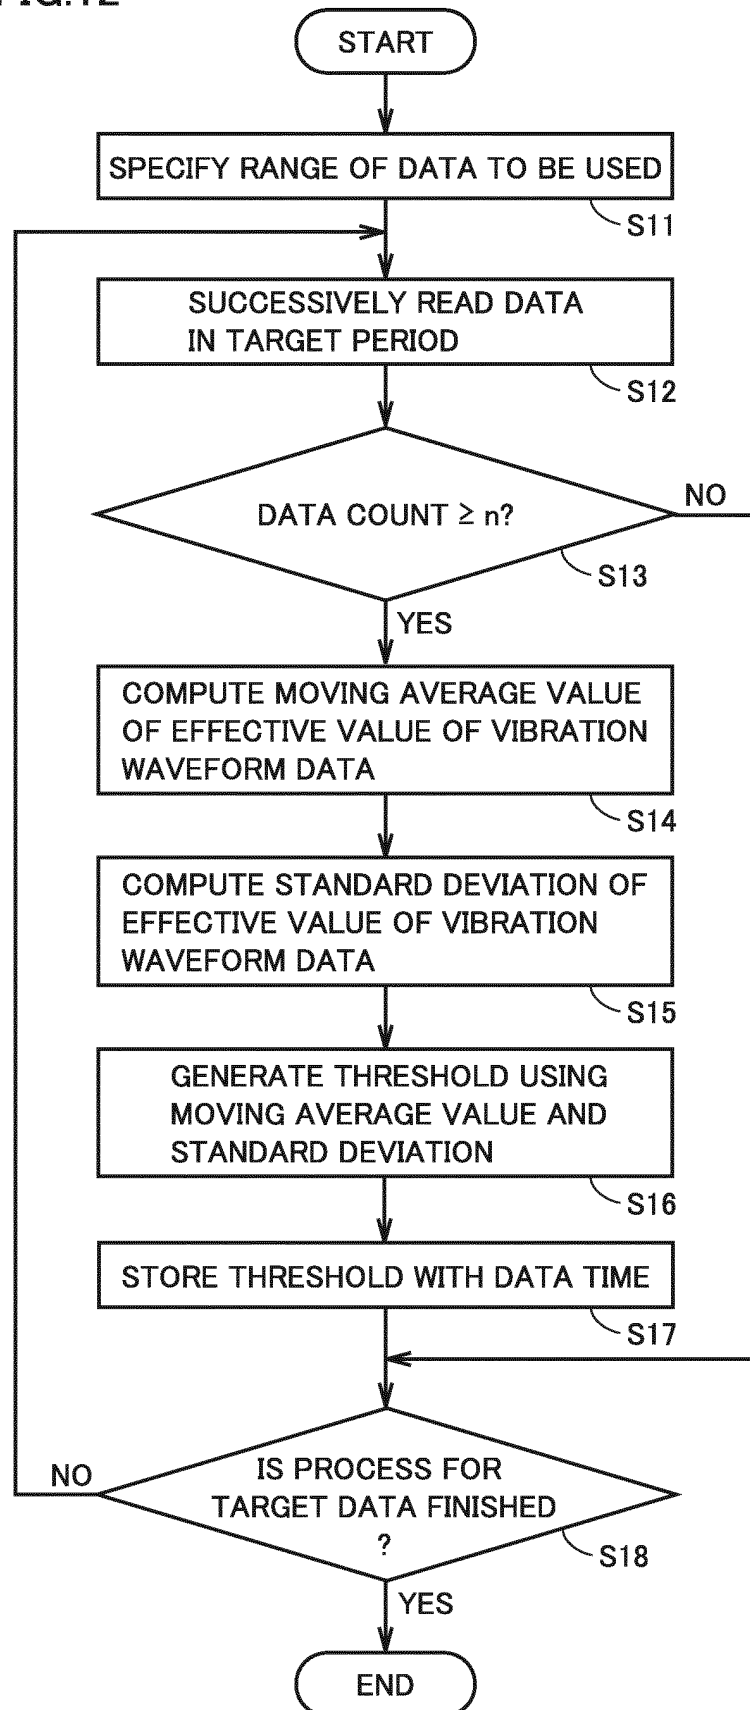 FIG.12
START
SPECIFY RANGE OF DATA TO BE USED
S11
SUCCESSIVELY READ DATA
IN TARGET PERIOD
S12
DATA COUNT ≥ n?
NO
S13
YES
COMPUTE MOVING AVERAGE VALUE
OF EFFECTIVE VALUE OF VIBRATION
WAVEFORM DATA
S14
COMPUTE STANDARD DEVIATION OF
EFFECTIVE VALUE OF VIBRATION
WAVEFORM DATA
S15
GENERATE THRESHOLD USING
MOVING AVERAGE VALUE AND
STANDARD DEVIATION
S16
STORE THRESHOLD WITH DATA TIME
S17
NO
IS PROCESS FOR
TARGET DATA FINISHED
?
S18
YES
END